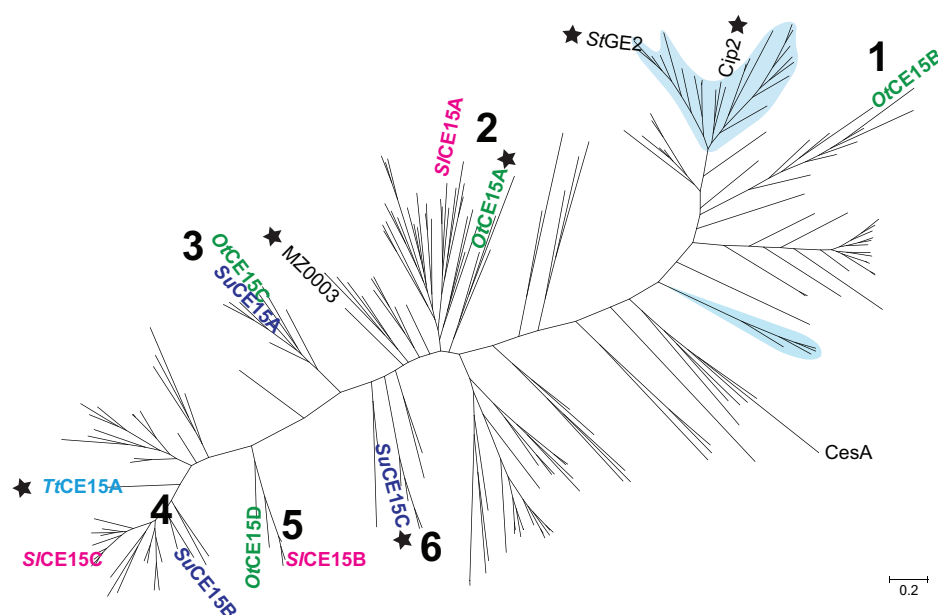 StGE2
Cip2
1
OtCE15B
2
SlCE15A
OtCE15A
3
OtCE15C
SuCE15A
MZ0003
CesA
TtCE15A
4
SlCE15C
SuCE15B
OtCE15D
5
SlCE15B
SuCE15C
6
0.2